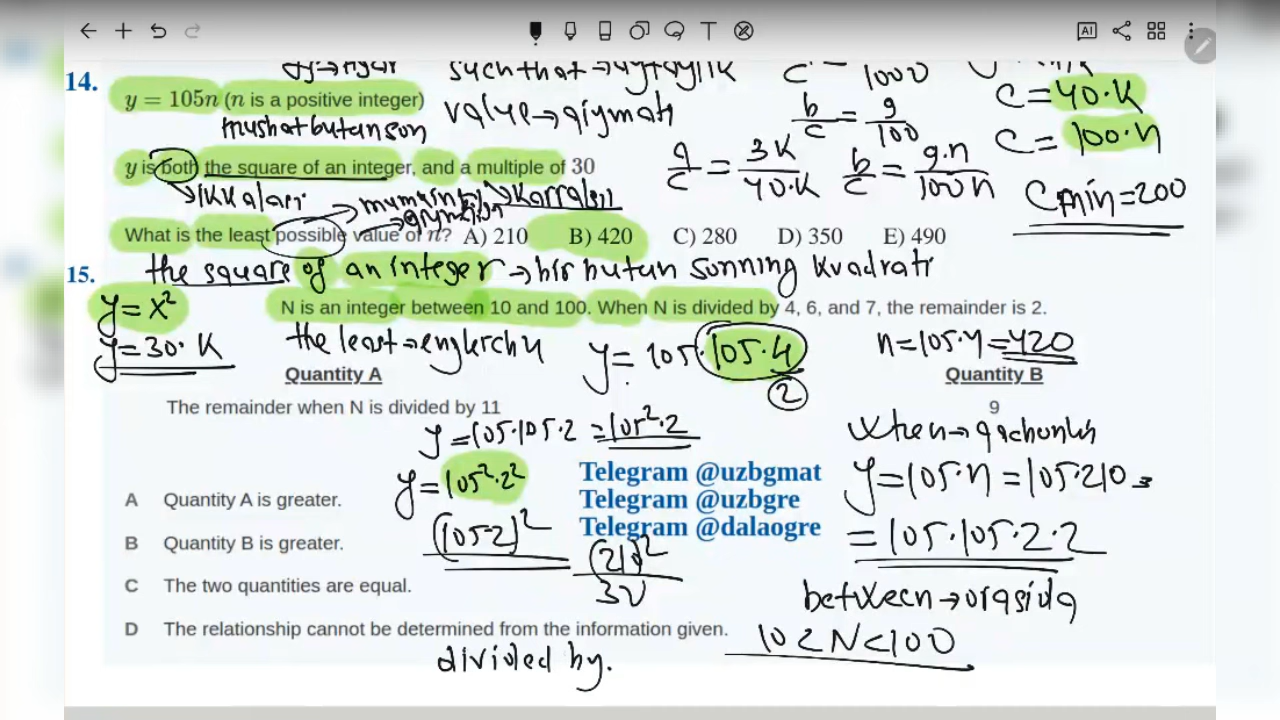 such that → 
c = 1000
14.
y = 105n (n is a positive integer)
mushat butun son
value → qiymati
b/c = 9/100
c = 40·K
c = 100·n
y is both the square of an integer, and a multiple of 30
a/c = 3K/40·K
b/c = 9·n/100n
Cmin=200
→ mumkin
What is the least possible value of n? A) 210 B) 420 C) 280 D) 350 E) 490
15.
the square of an integer → bir butun sonning kvadrati
y=x²
N is an integer between 10 and 100. When N is divided by 4, 6, and 7, the remainder is 2.
y=30·K
the least → eng kichik
y= 105·105·4
2
n=105·4=420
Quantity A
Quantity B
The remainder when N is divided by 11
9
y=105·105·2 =105²·2
when → qachonki
y=105²·2²
Telegram @uzbgmat
y=105·n=105·210=
A Quantity A is greater.
Telegram @uzbgre
(105·2)²
Telegram @dalaogre
=105·105·2·2
B Quantity B is greater.
(210)²
30
C The two quantities are equal.
between → orasida
D The relationship cannot be determined from the information given.
10<N<100
divided by.